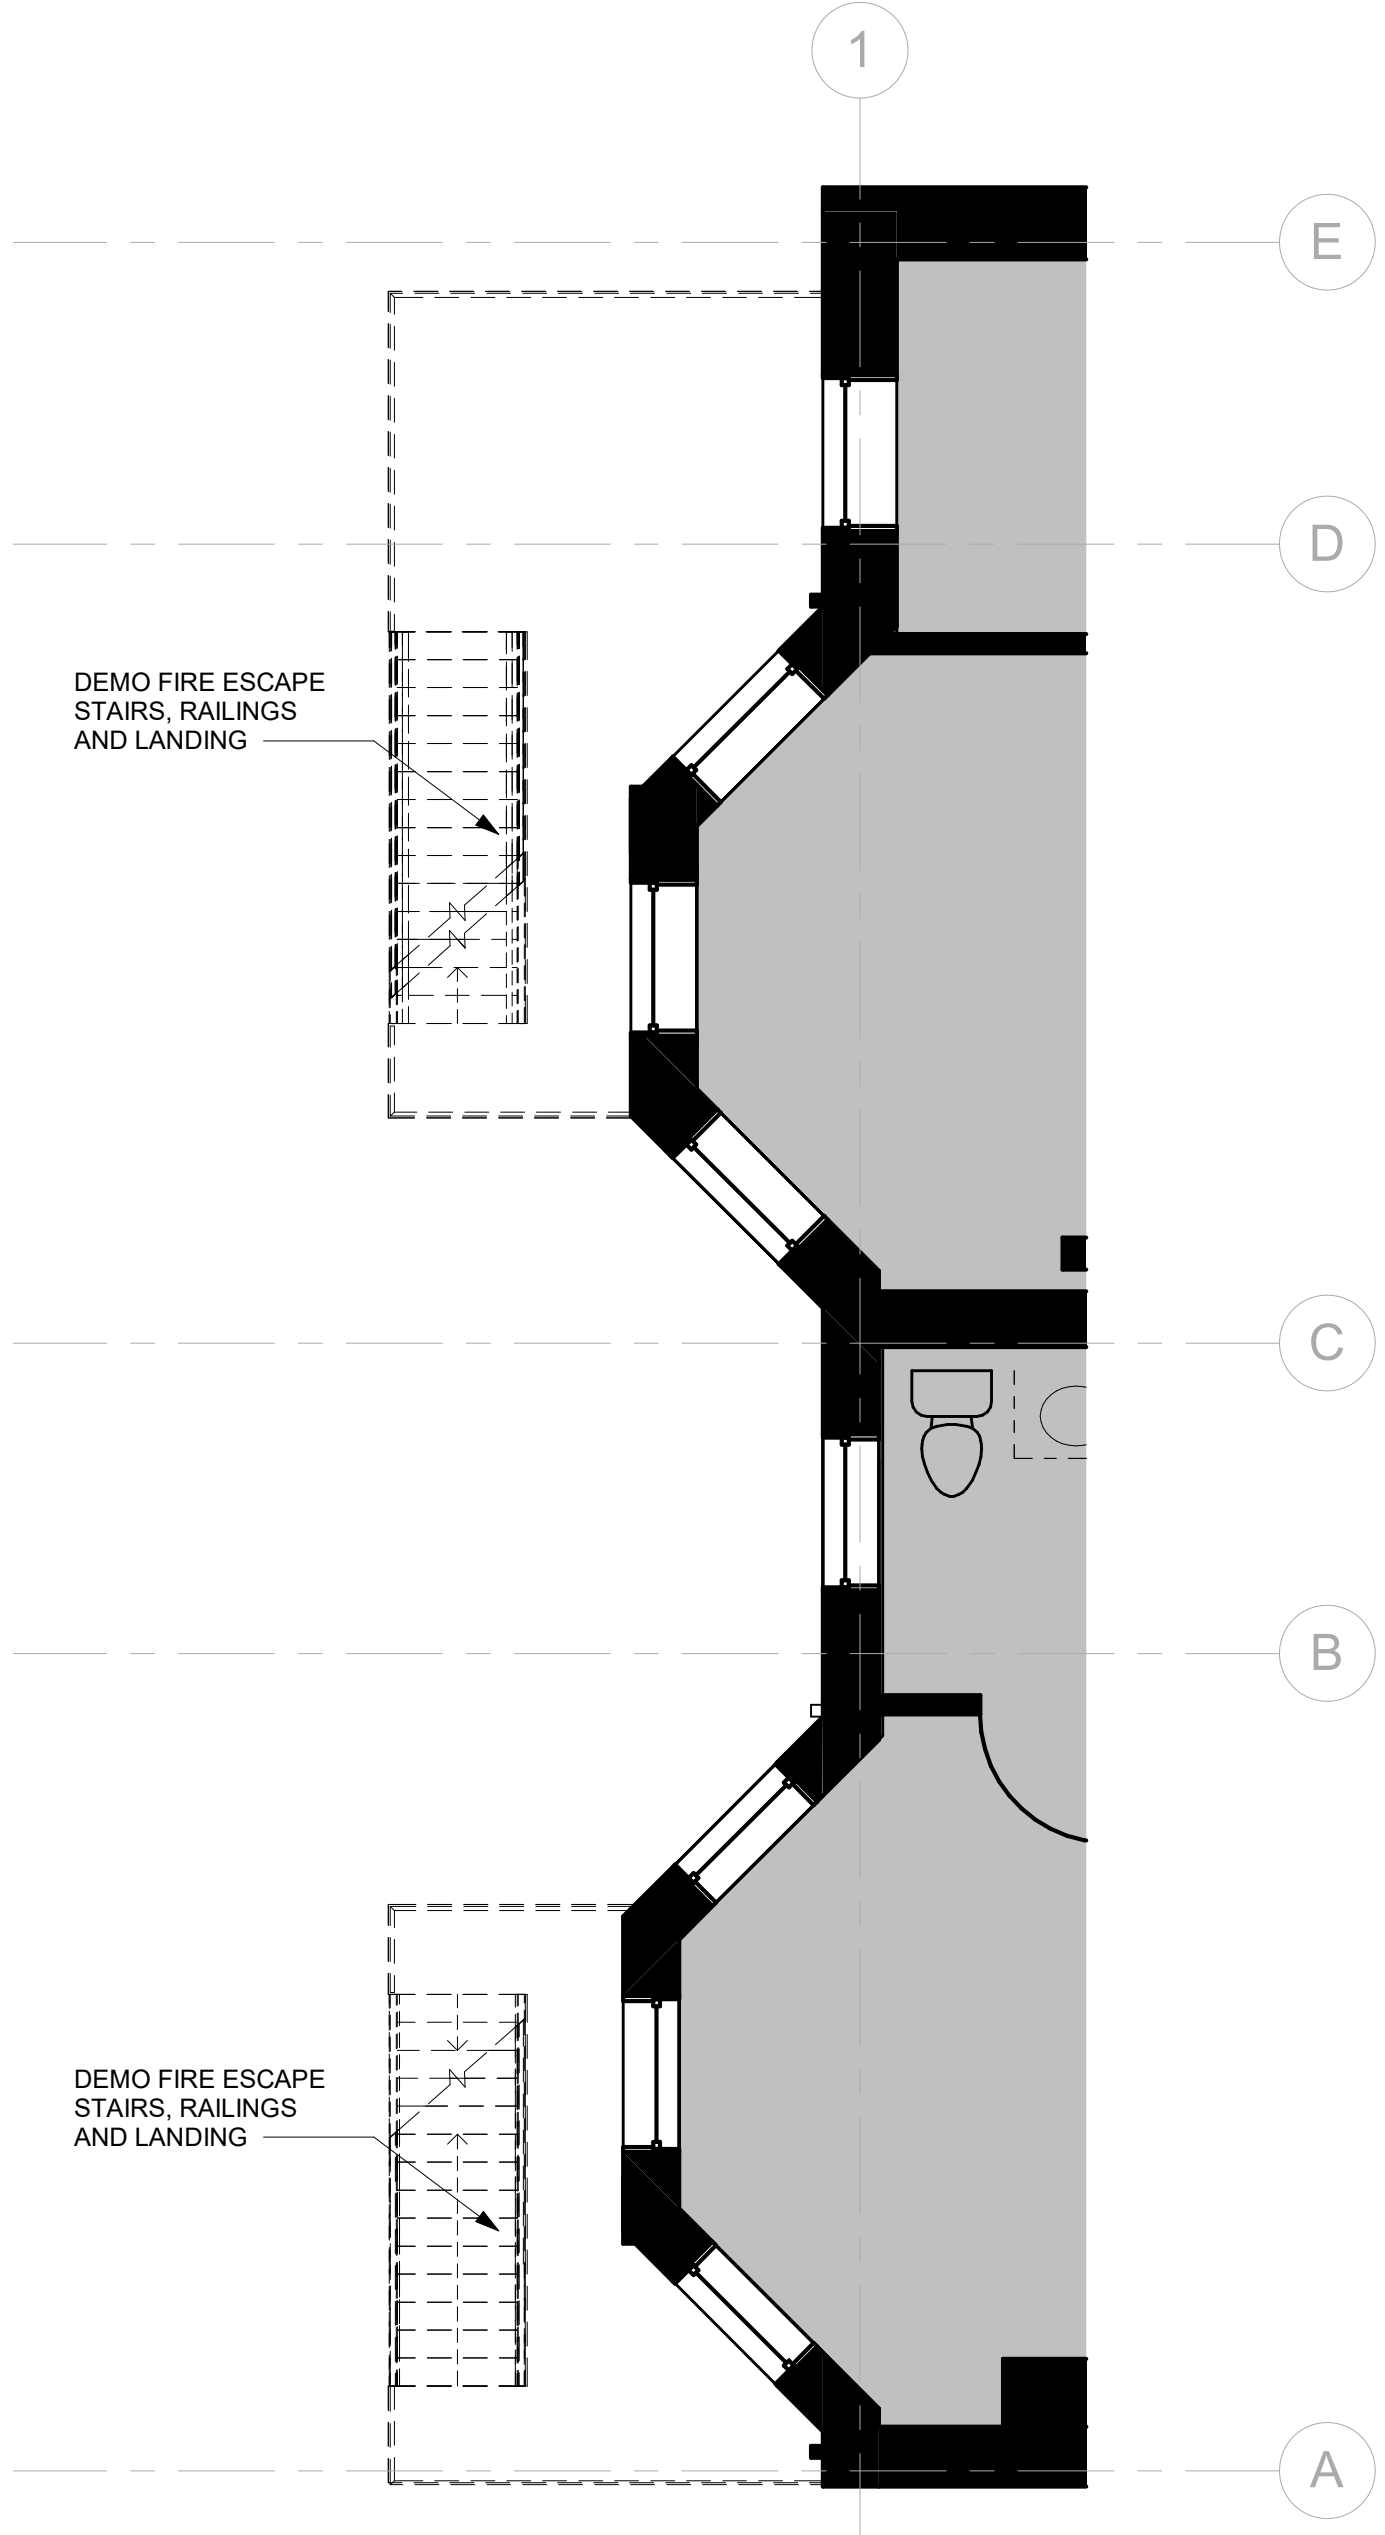 1
E
D
DEMO FIRE ESCAPE
STAIRS, RAILINGS
AND LANDING
C
B
DEMO FIRE ESCAPE
STAIRS, RAILINGS
AND LANDING
A